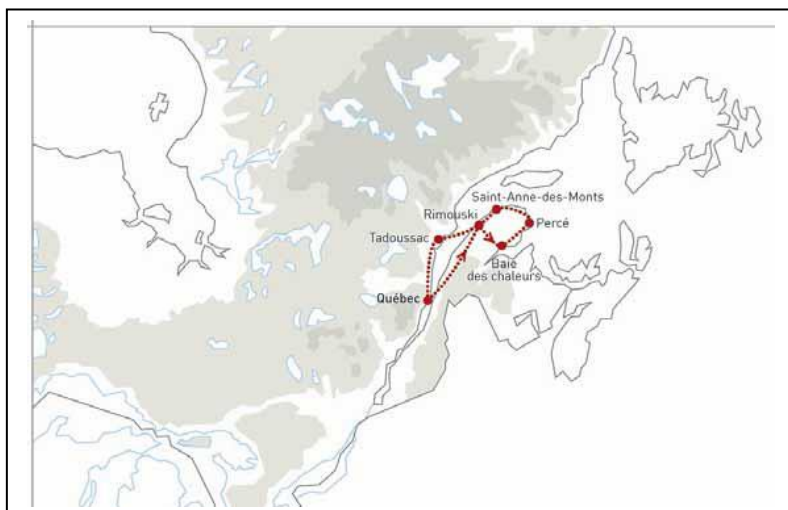 Saint-Anne-des-Monts
Rimouski
Percé
Tadoussac
Baie
des chaleurs
Québec